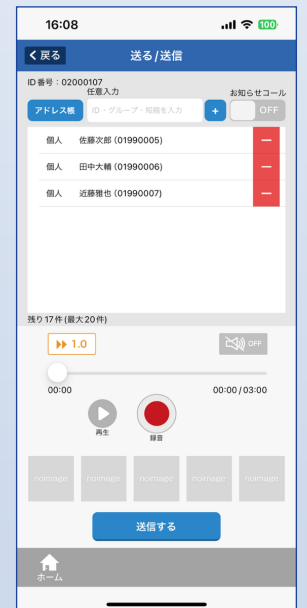 16:08
100
戻る
送る/送信
ID番号：02000107
任意入力
お知らせコール
アドレス帳
ID・グループ・短縮を入力
+
OFF
個人 佐藤次郎 (01990005)
個人 田中大輔 (01990006)
個人 近藤雅也 (01990007)
残り17件(最大20件)
1.0
OFF
00:00
00:00/03:00
再生
録音
noimage noimage noimage noimage noimage
送信する
ホーム